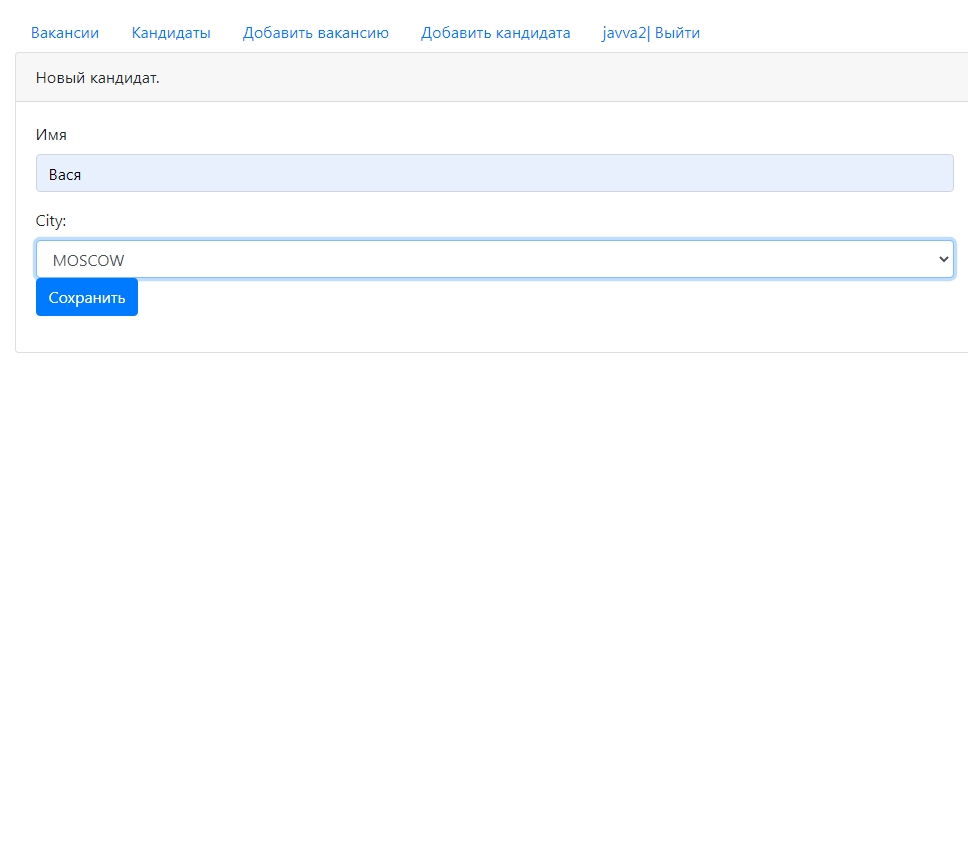 Вакансии Кандидаты Добавить вакансию Добавить кандидата javva2| Выйти
Новый кандидат.
Имя
Вася
City:
MOSCOW
Сохранить